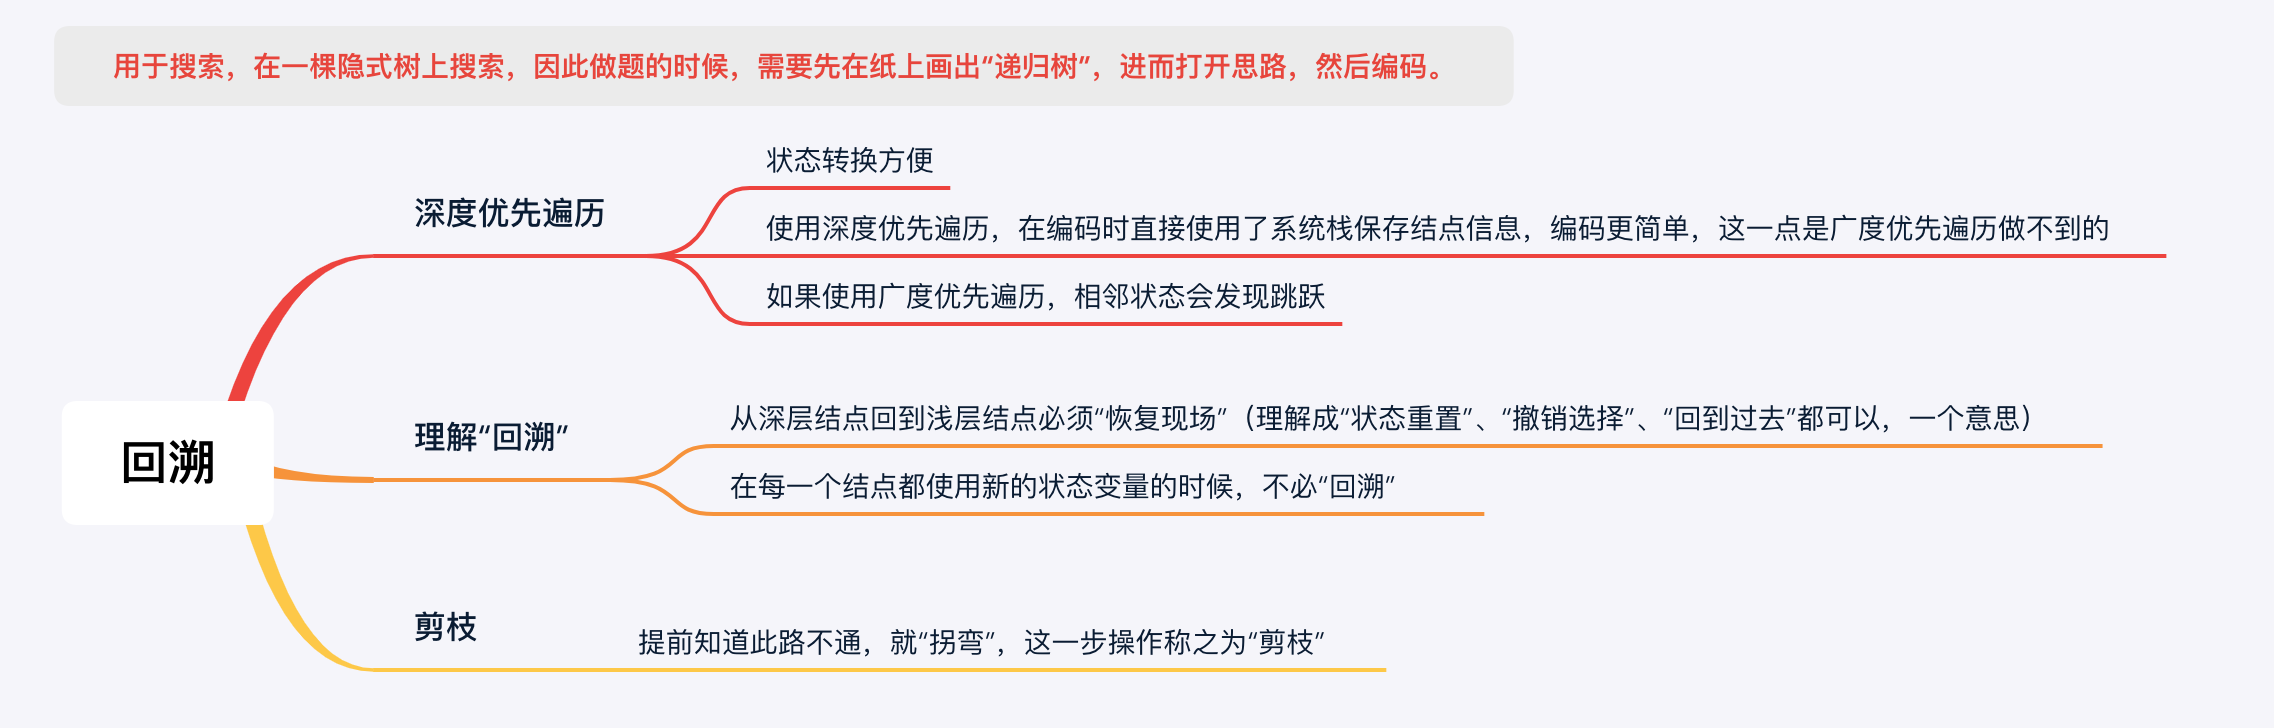 用于搜索，在一棵隐式树上搜索，因此做题的时候，需要先在纸上画出“递归树”，进而打开思路，然后编码。
回溯
深度优先遍历
状态转换方便
使用深度优先遍历，在编码时直接使用了系统栈保存结点信息，编码更简单，这一点是广度优先遍历做不到的
如果使用广度优先遍历，相邻状态会发现跳跃
理解“回溯”
从深层结点回到浅层结点必须“恢复现场”（理解成“状态重置”、“撤销选择”、“回到过去”都可以，一个意思）
在每一个结点都使用新的状态变量的时候，不必“回溯”
剪枝
提前知道此路不通，就“拐弯”，这一步操作称之为“剪枝”